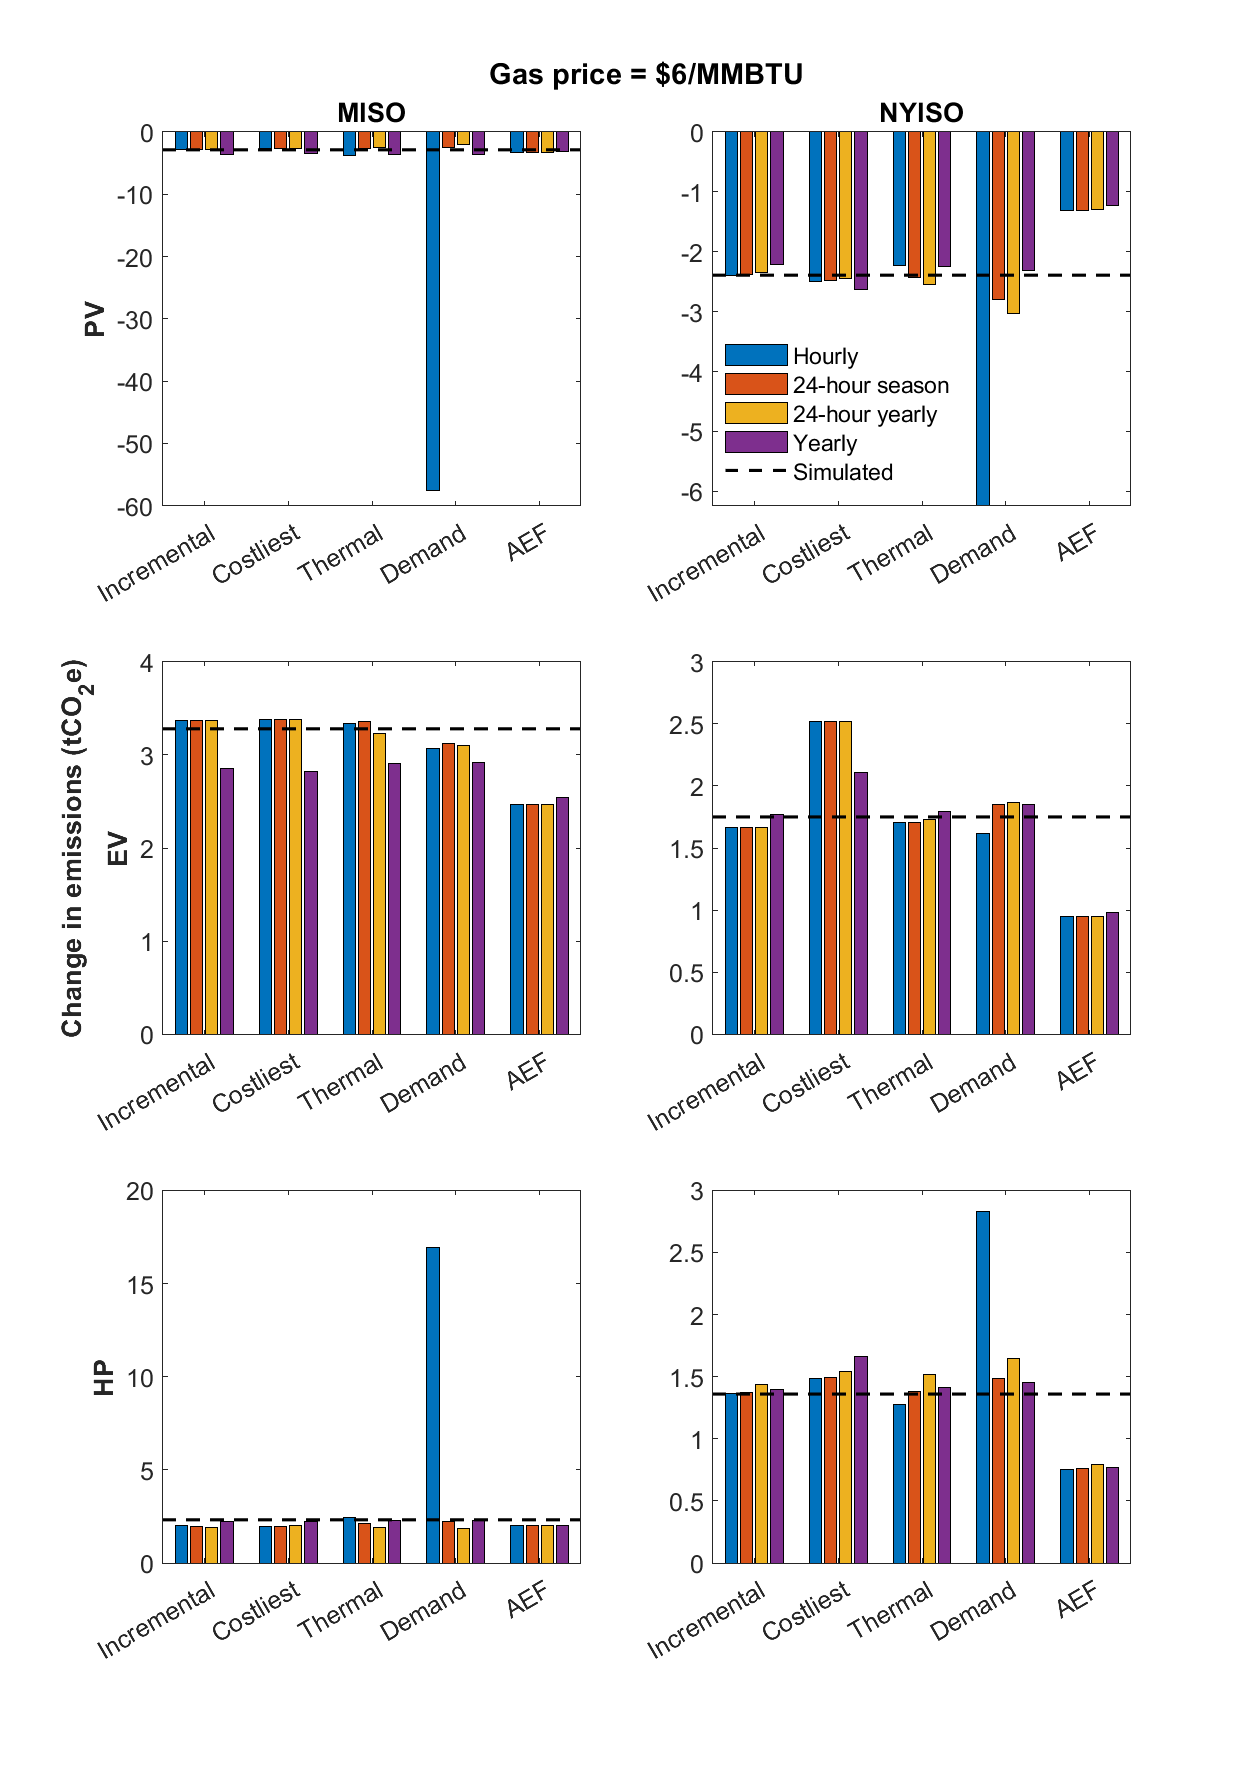 Gas price = $6/MMBTU
MISO
NYISO
Change in emissions (tCO2e)
PV
0
-10
-20
-30
-40
-50
-60
Incremental
Costliest
Thermal
Demand
AEF
0
-1
-2
-3
-4
-5
-6
Hourly
24-hour season
24-hour yearly
Yearly
Simulated
Incremental
Costliest
Thermal
Demand
AEF
EV
4
3
2
1
0
Incremental
Costliest
Thermal
Demand
AEF
3
2.5
2
1.5
1
0.5
0
Incremental
Costliest
Thermal
Demand
AEF
HP
20
15
10
5
0
Incremental
Costliest
Thermal
Demand
AEF
3
2.5
2
1.5
1
0.5
0
Incremental
Costliest
Thermal
Demand
AEF